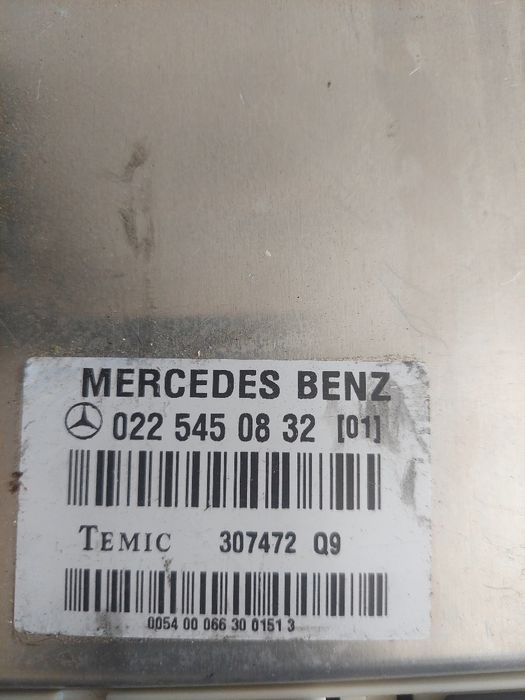 MERCEDES BENZ
022 545 08 32 [01]
TEMIC 307472 Q9
0054 00 066 30 0151 3